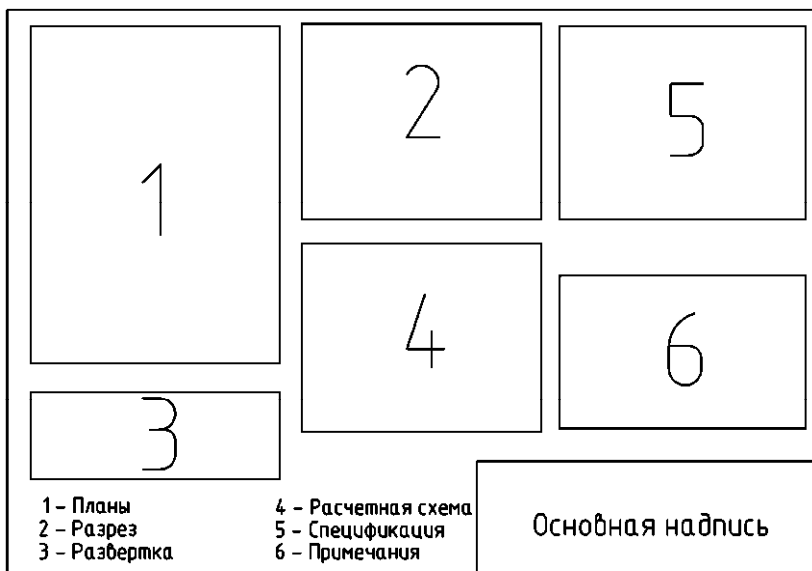 1
2
5
4
6
3
1 – Планы
2 – Разрез
3 – Развертка
4 – Расчетная схема
5 – Спецификация
6 – Примечания
Основная надпись